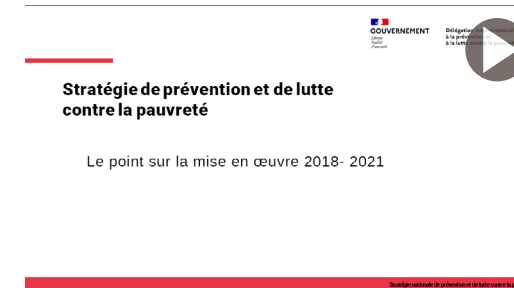 GOUVERNEMENT
Liberté
Égalité
Fraternité
Délégation
à la
à la lutte
Stratégie de prévention et de lutte
contre la pauvreté
Le point sur la mise en œuvre 2018- 2021
Stratégie nationale de prévention et de lutte contre la